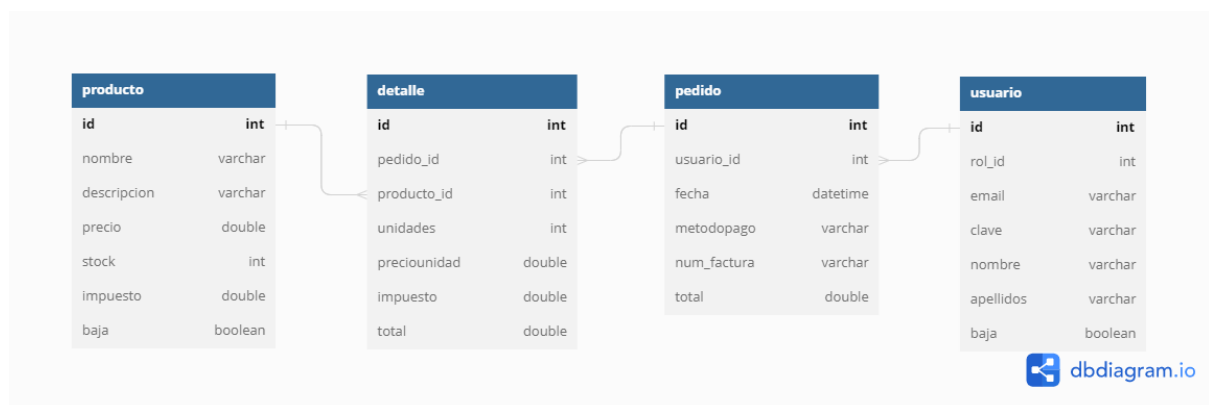 producto
id int
nombre varchar
descripcion varchar
precio double
stock int
impuesto double
baja boolean
detalle
id int
pedido_id int
producto_id int
unidades int
preciounidad double
impuesto double
total double
pedido
id int
usuario_id int
fecha datetime
metodopago varchar
num_factura varchar
total double
usuario
id int
rol_id int
email varchar
clave varchar
nombre varchar
apellidos varchar
baja boolean
dbdiagram.io